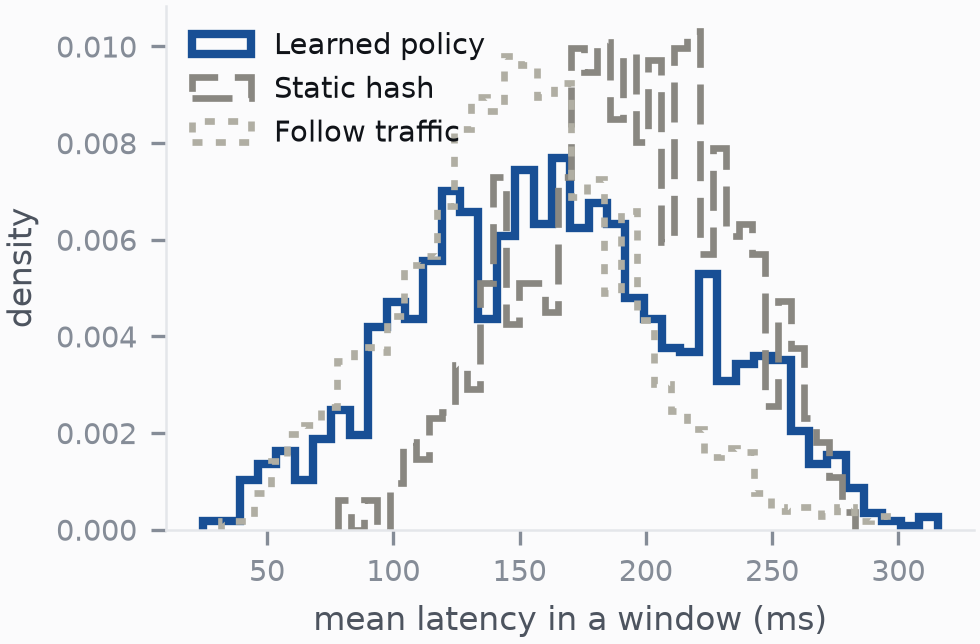 0.010
0.008
0.006
0.004
0.002
0.000
density
Learned policy
Static hash
Follow traffic
50 100 150 200 250 300
mean latency in a window (ms)